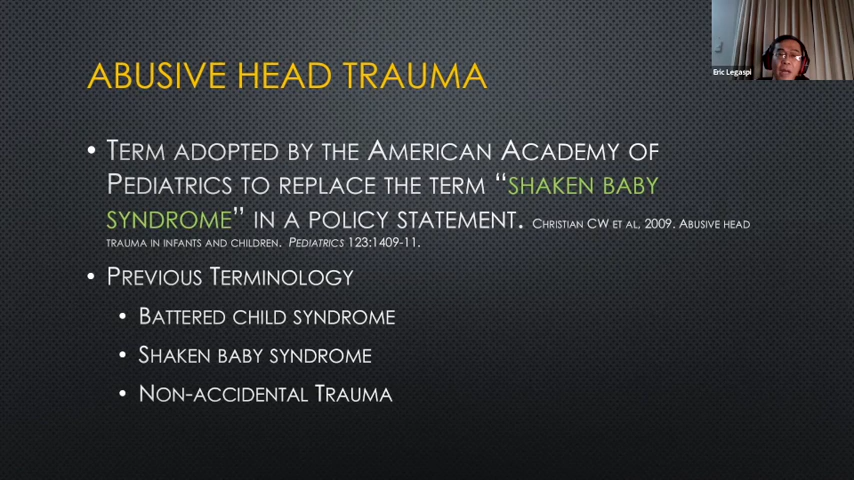 ABUSIVE HEAD TRAUMA
Eric Legaspi
• TERM ADOPTED BY THE AMERICAN ACADEMY OF
PEDIATRICS TO REPLACE THE TERM “SHAKEN BABY
SYNDROME” IN A POLICY STATEMENT. CHRISTIAN CW ET AL, 2009. ABUSIVE HEAD
TRAUMA IN INFANTS AND CHILDREN. PEDIATRICS 123:1409-11.
• PREVIOUS TERMINOLOGY
• BATTERED CHILD SYNDROME
• SHAKEN BABY SYNDROME
• NON-ACCIDENTAL TRAUMA